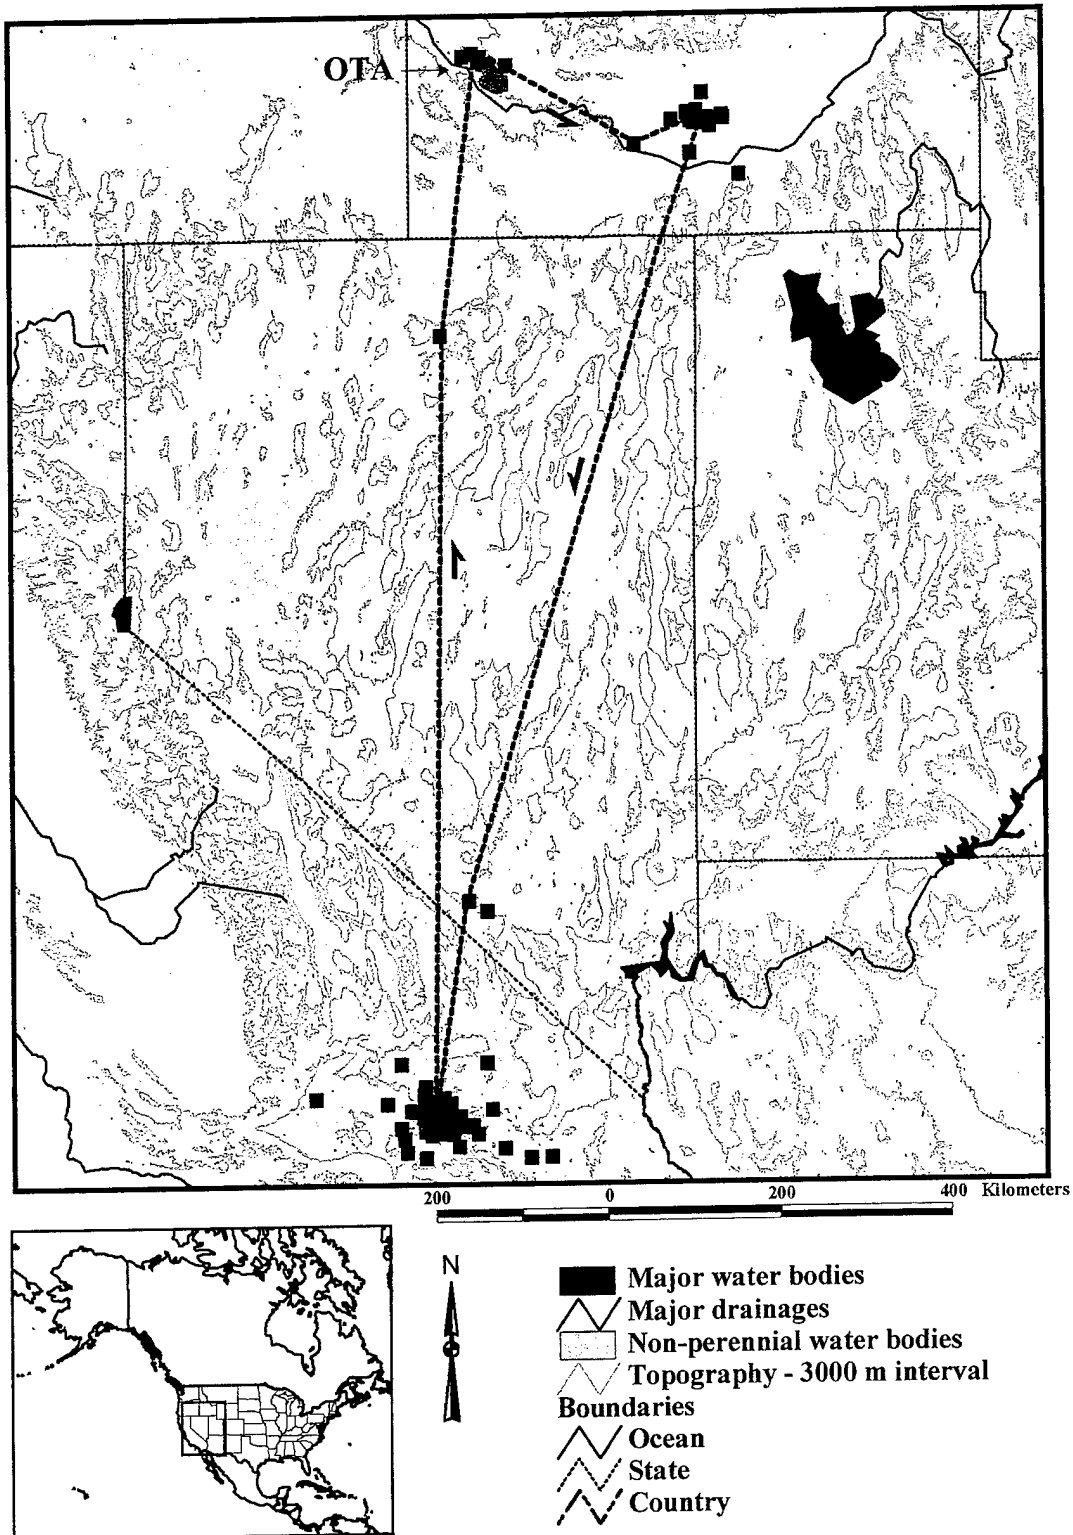 OTA
200 0 200 400 Kilometers
N
Major water bodies
Major drainages
Non-perennial water bodies
Topography - 3000 m interval
Boundaries
Ocean
State
Country